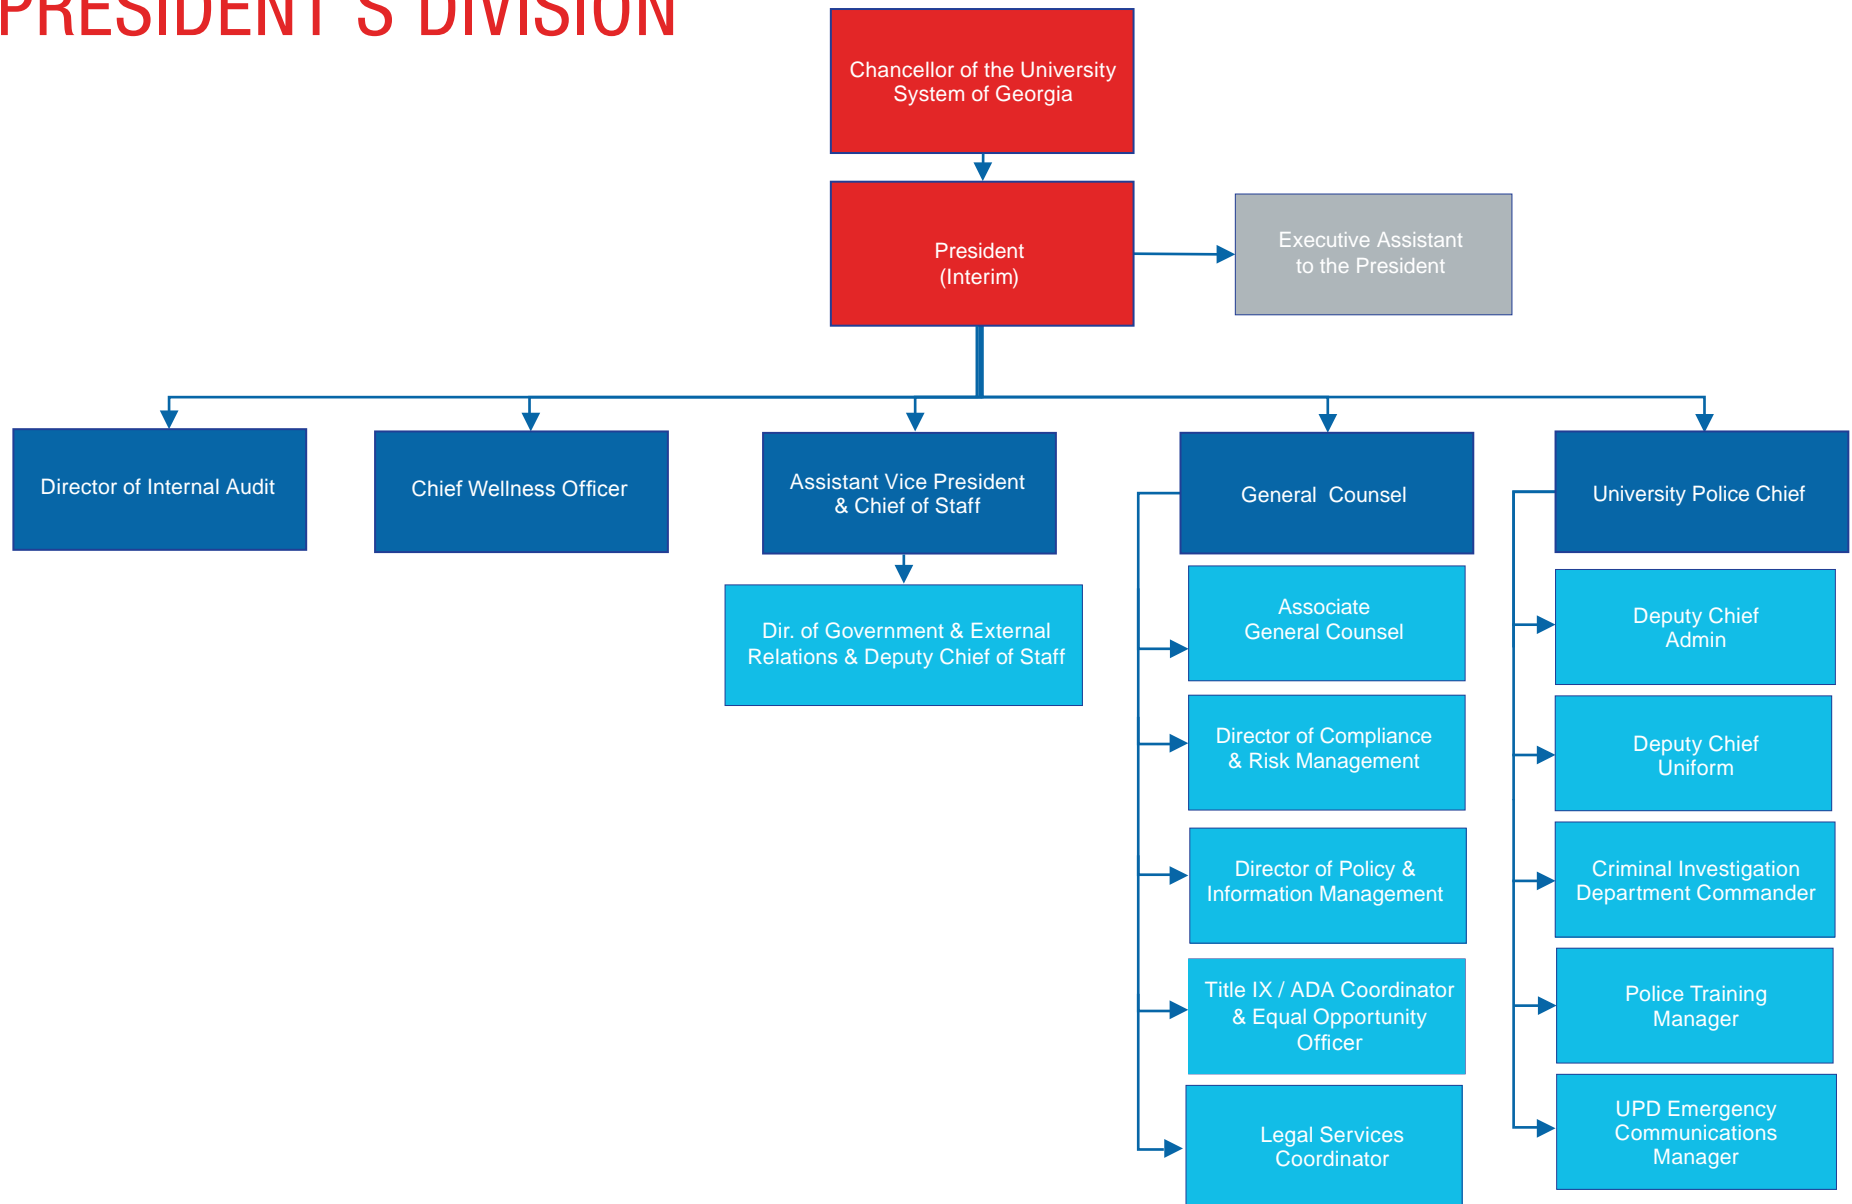 PRESIDENT'S DIVISION
Chancellor of the University
System of Georgia
President
(Interim)
Executive Assistant
to the President
Director of Internal Audit
Chief Wellness Officer
Assistant Vice President
& Chief of Staff
General Counsel
University Police Chief
Dir. of Government & External
Relations & Deputy Chief of Staff
Associate
General Counsel
Director of Compliance
& Risk Management
Director of Policy &
Information Management
Title IX / ADA Coordinator
& Equal Opportunity
Officer
Legal Services
Coordinator
Deputy Chief
Admin
Deputy Chief
Uniform
Criminal Investigation
Department Commander
Police Training
Manager
UPD Emergency
Communications
Manager